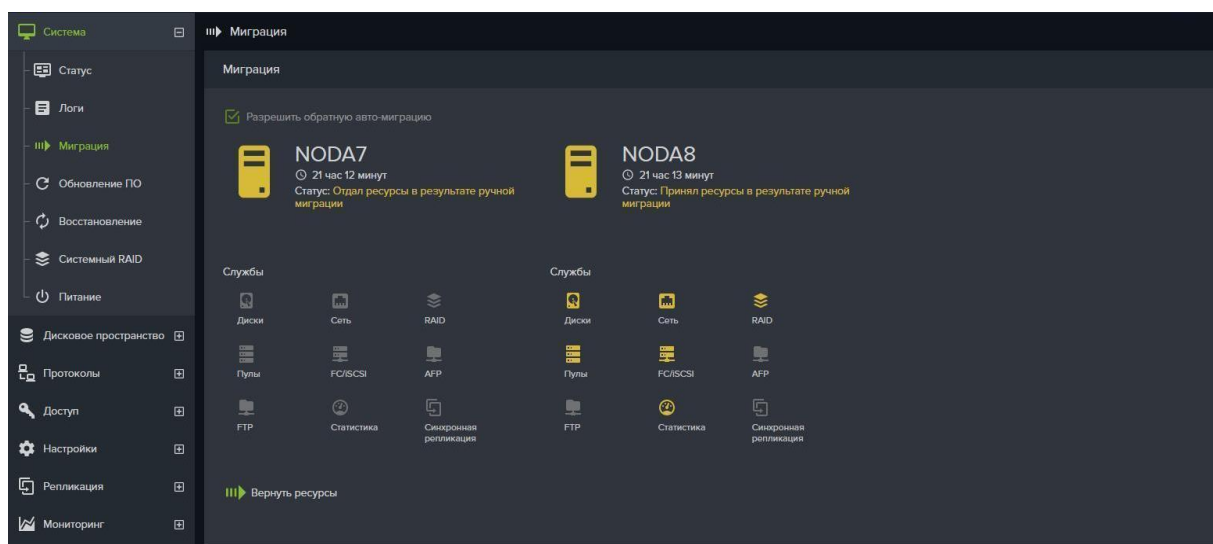 Система
Статус
Логи
Миграция
Обновление ПО
Восстановление
Системный RAID
Питание
Дисковое пространство
Протоколы
Доступ
Настройки
Репликация
Мониторинг
Миграция
Миграция
Разрешить обратную авто-миграцию
NODA7
21 час 12 минут
Статус: Отдал ресурсы в результате ручной
миграции
Службы
Диски Сеть RAID
Пулы FC/iSCSI AFP
FTP Статистика Синхронная
репликация
NODA8
21 час 13 минут
Статус: Принял ресурсы в результате ручной
миграции
Службы
Диски Сеть RAID
Пулы FC/iSCSI AFP
FTP Статистика Синхронная
репликация
Вернуть ресурсы